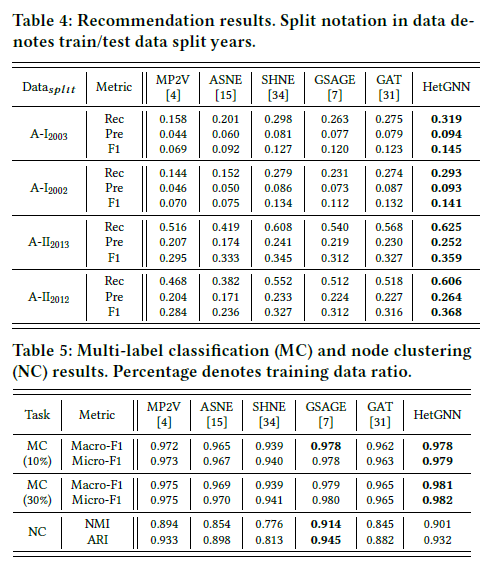 Table 4: Recommendation results. Split notation in data de-
notes train/test data split years.
Data_split Metric MP2V [4] ASNE [15] SHNE [34] GSAGE [7] GAT [31] HetGNN
A-I2003 Rec 0.158 0.201 0.298 0.263 0.275 0.319
Pre 0.044 0.060 0.081 0.077 0.079 0.094
F1 0.069 0.092 0.127 0.120 0.123 0.145
A-I2002 Rec 0.144 0.152 0.279 0.231 0.274 0.293
Pre 0.046 0.050 0.086 0.073 0.087 0.093
F1 0.070 0.075 0.134 0.112 0.132 0.141
A-II2013 Rec 0.516 0.419 0.608 0.540 0.568 0.625
Pre 0.207 0.174 0.241 0.219 0.230 0.252
F1 0.295 0.333 0.345 0.312 0.327 0.359
A-II2012 Rec 0.468 0.382 0.552 0.512 0.518 0.606
Pre 0.204 0.171 0.233 0.224 0.227 0.264
F1 0.284 0.236 0.327 0.312 0.316 0.368
Table 5: Multi-label classification (MC) and node clustering
(NC) results. Percentage denotes training data ratio.
Task Metric MP2V [4] ASNE [15] SHNE [34] GSAGE [7] GAT [31] HetGNN
MC Macro-F1 0.972 0.965 0.939 0.978 0.962 0.978
(10%) Micro-F1 0.973 0.967 0.940 0.978 0.963 0.979
MC Macro-F1 0.975 0.969 0.939 0.979 0.965 0.981
(30%) Micro-F1 0.975 0.970 0.941 0.980 0.965 0.982
NC NMI 0.894 0.854 0.776 0.914 0.845 0.901
ARI 0.933 0.898 0.813 0.945 0.882 0.932